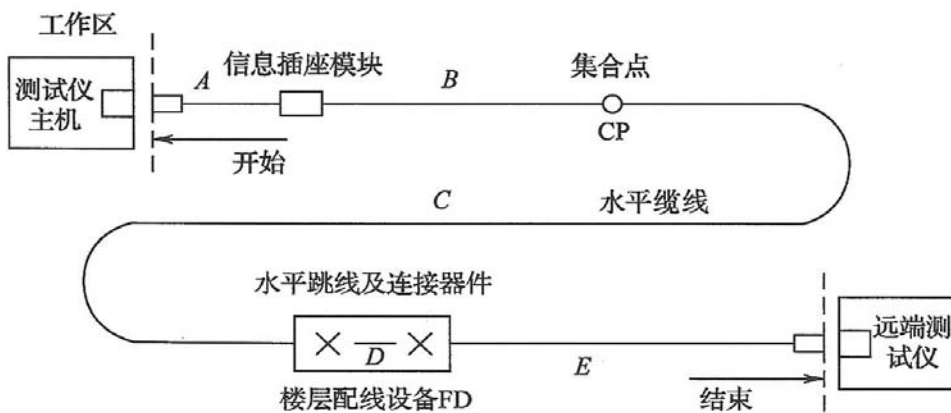 工作区
测试仪
主机
A
信息插座模块
B
集合点
CP
开始
C
水平缆线
水平跳线及连接器件
D
E
远端测
试仪
楼层配线设备FD
结束